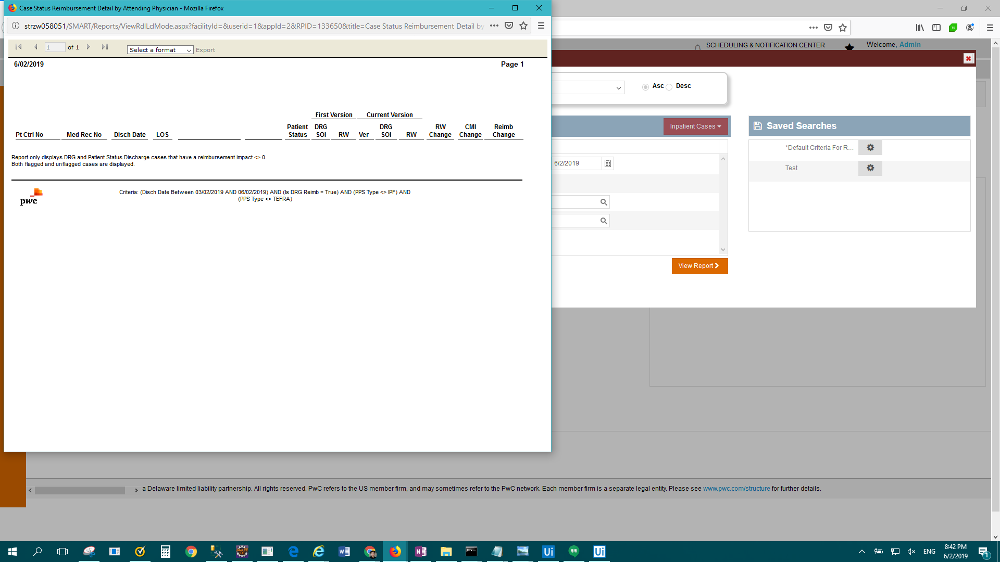 Case Status Reimbursement Detail by Attending Physician - Mozilla Firefox
strzw058051/SMART/Reports/ViewRdlLclMode.aspx?facilityId=&userid=1&appId=2&RPID=133650&title=Case Status Reimbursement Detail by
1 of 1 Select a format Export
6/02/2019 Page 1
First Version Current Version
Patient DRG DRG RW CMI Reimb
Pt Ctrl No Med Rec No Disch Date LOS Status SOI RW Ver SOI RW Change Change Change
Report only displays DRG and Patient Status Discharge cases that have a reimbursement impact <> 0.
Both flagged and unflagged cases are displayed.
pwc
Criteria: (Disch Date Between 03/02/2019 AND 06/02/2019) AND (Is DRG Reimb = True) AND (PPS Type <> IPF) AND
(PPS Type <> TEFRA)
SCHEDULING & NOTIFICATION CENTER Welcome, Admin
Asc Desc
Inpatient Cases
Saved Searches
*Default Criteria For R...
6/2/2019
Test
View Report
a Delaware limited liability partnership. All rights reserved. PwC refers to the US member firm, and may sometimes refer to the PwC network. Each member firm is a separate legal entity. Please see www.pwc.com/structure for further details.
ENG
8:42 PM
6/2/2019
1